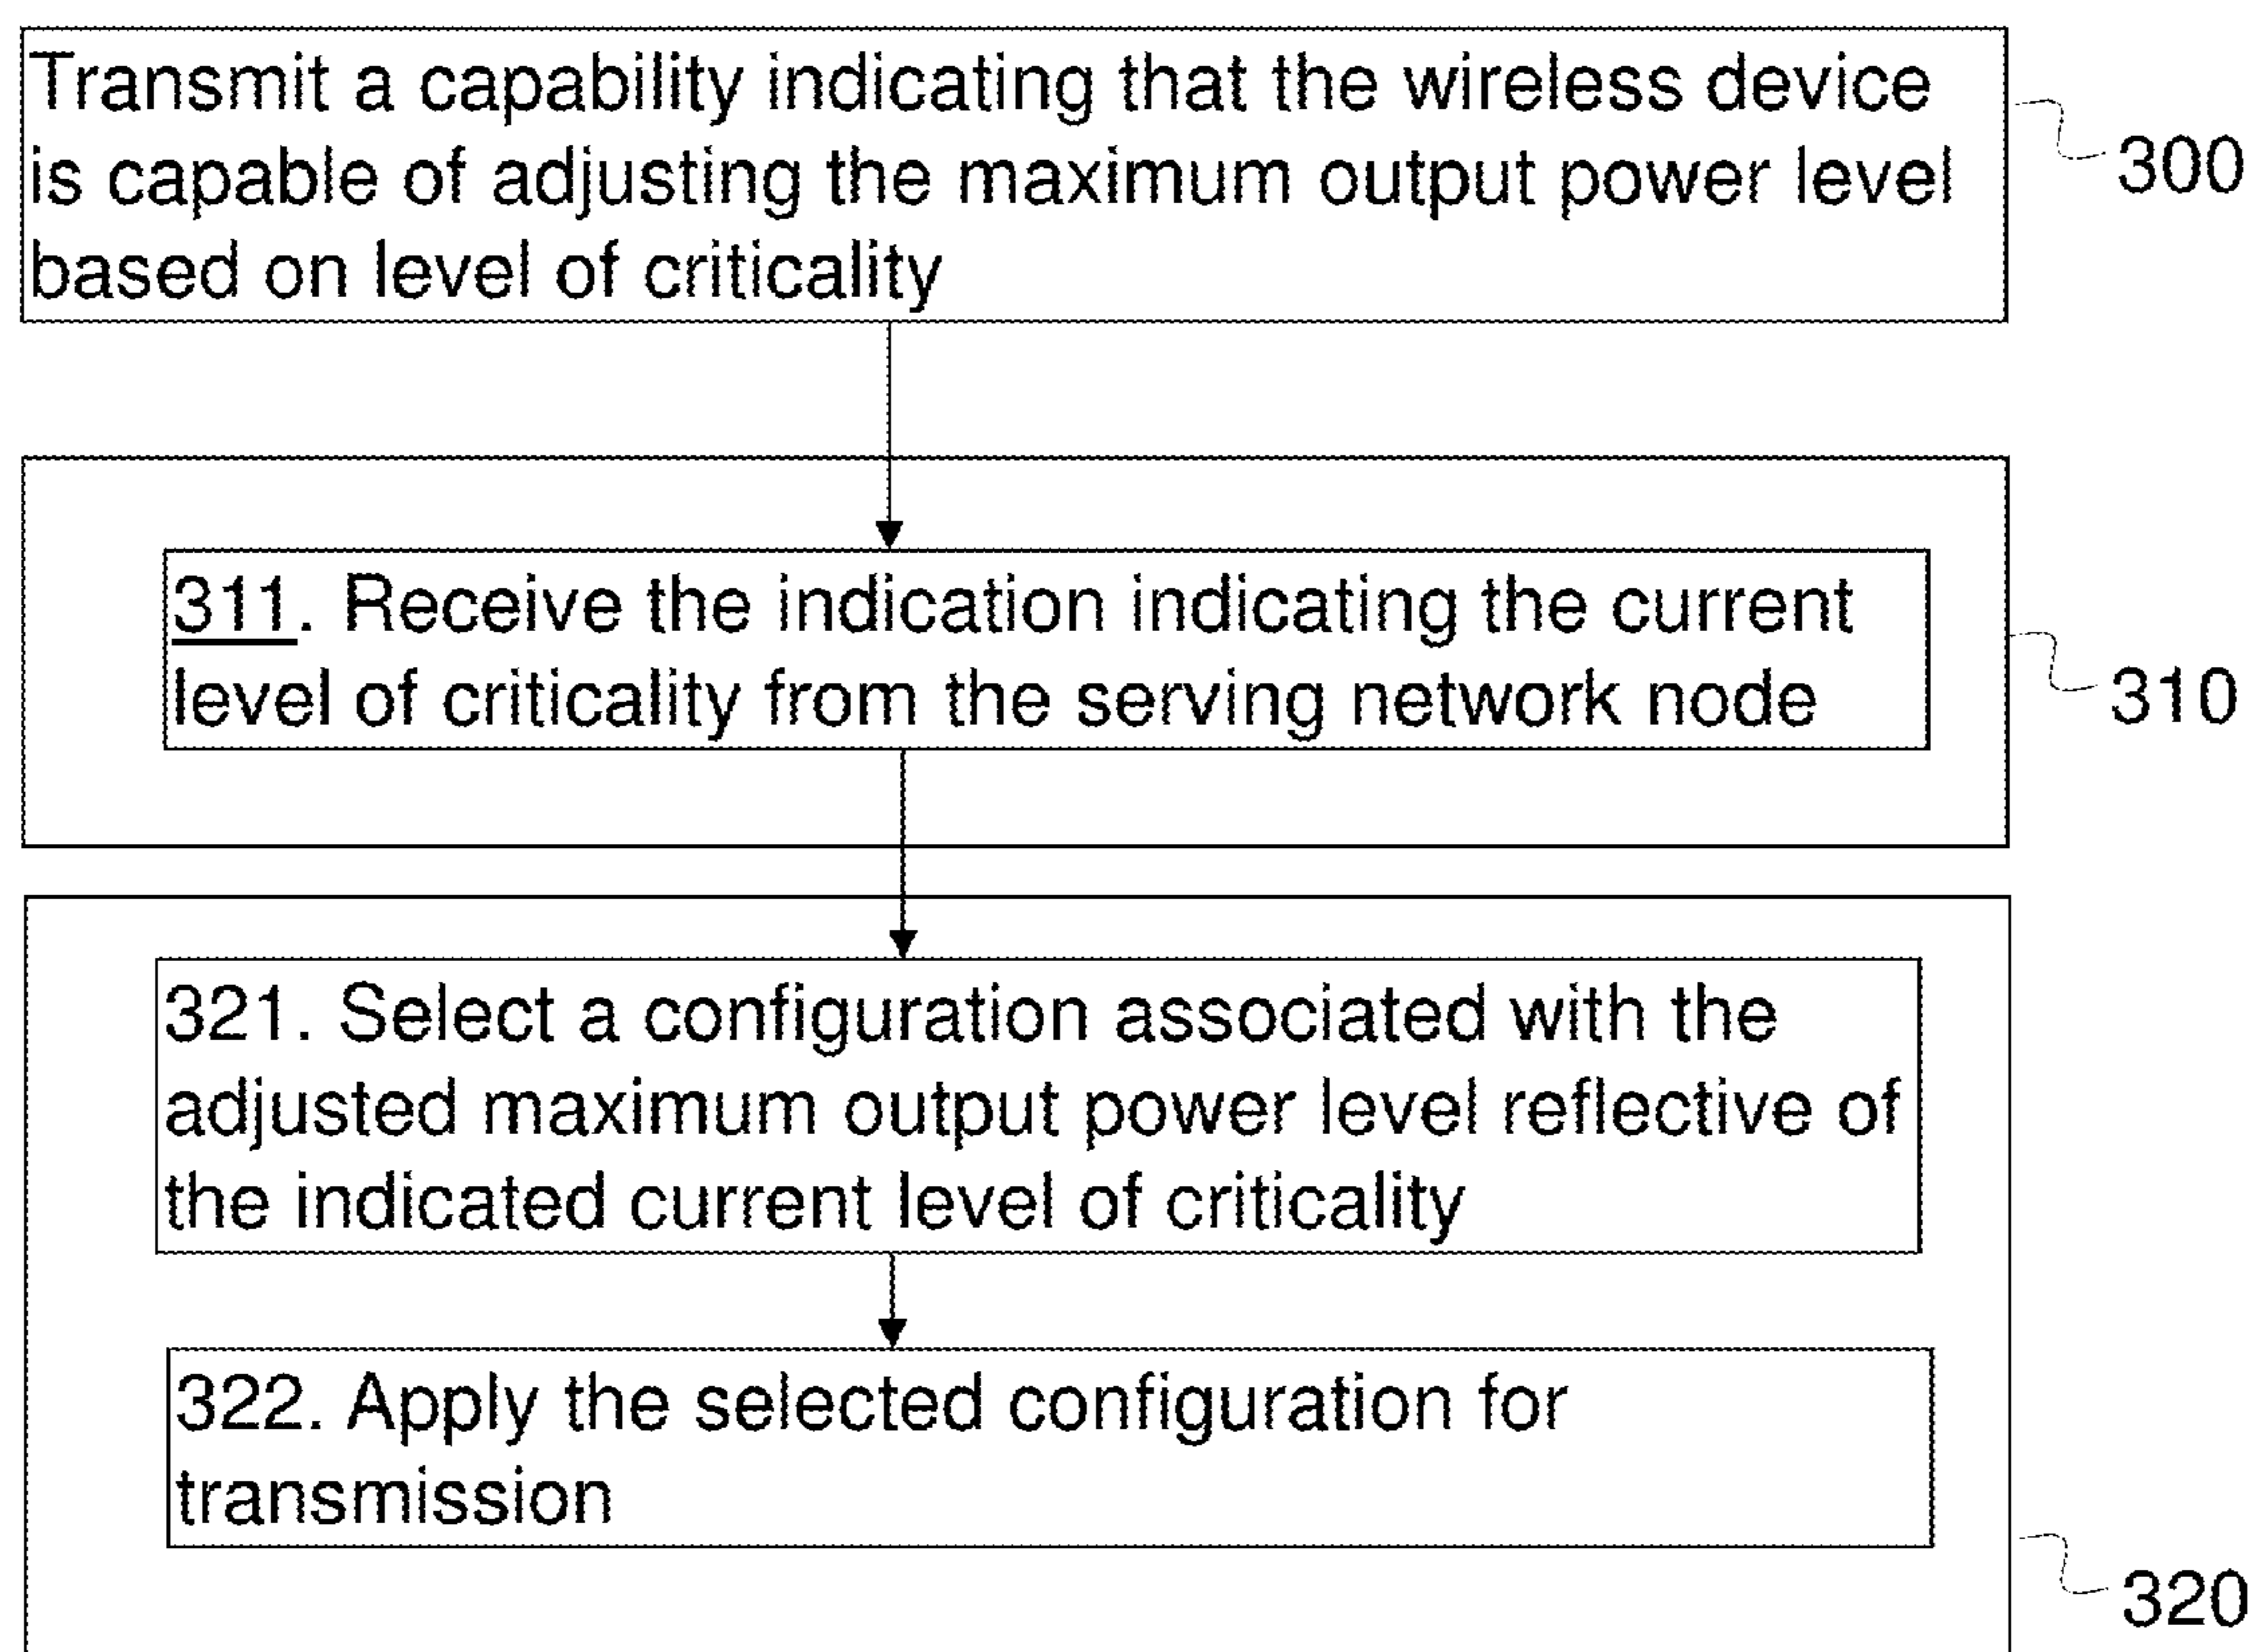 Transmit a capability indicating that the wireless device
is capable of adjusting the maximum output power level
based on level of criticality
300
311. Receive the indication indicating the current
level of criticality from the serving network node
310
321. Select a configuration associated with the
adjusted maximum output power level reflective of
the indicated current level of criticality
322. Apply the selected configuration for
transmission
320